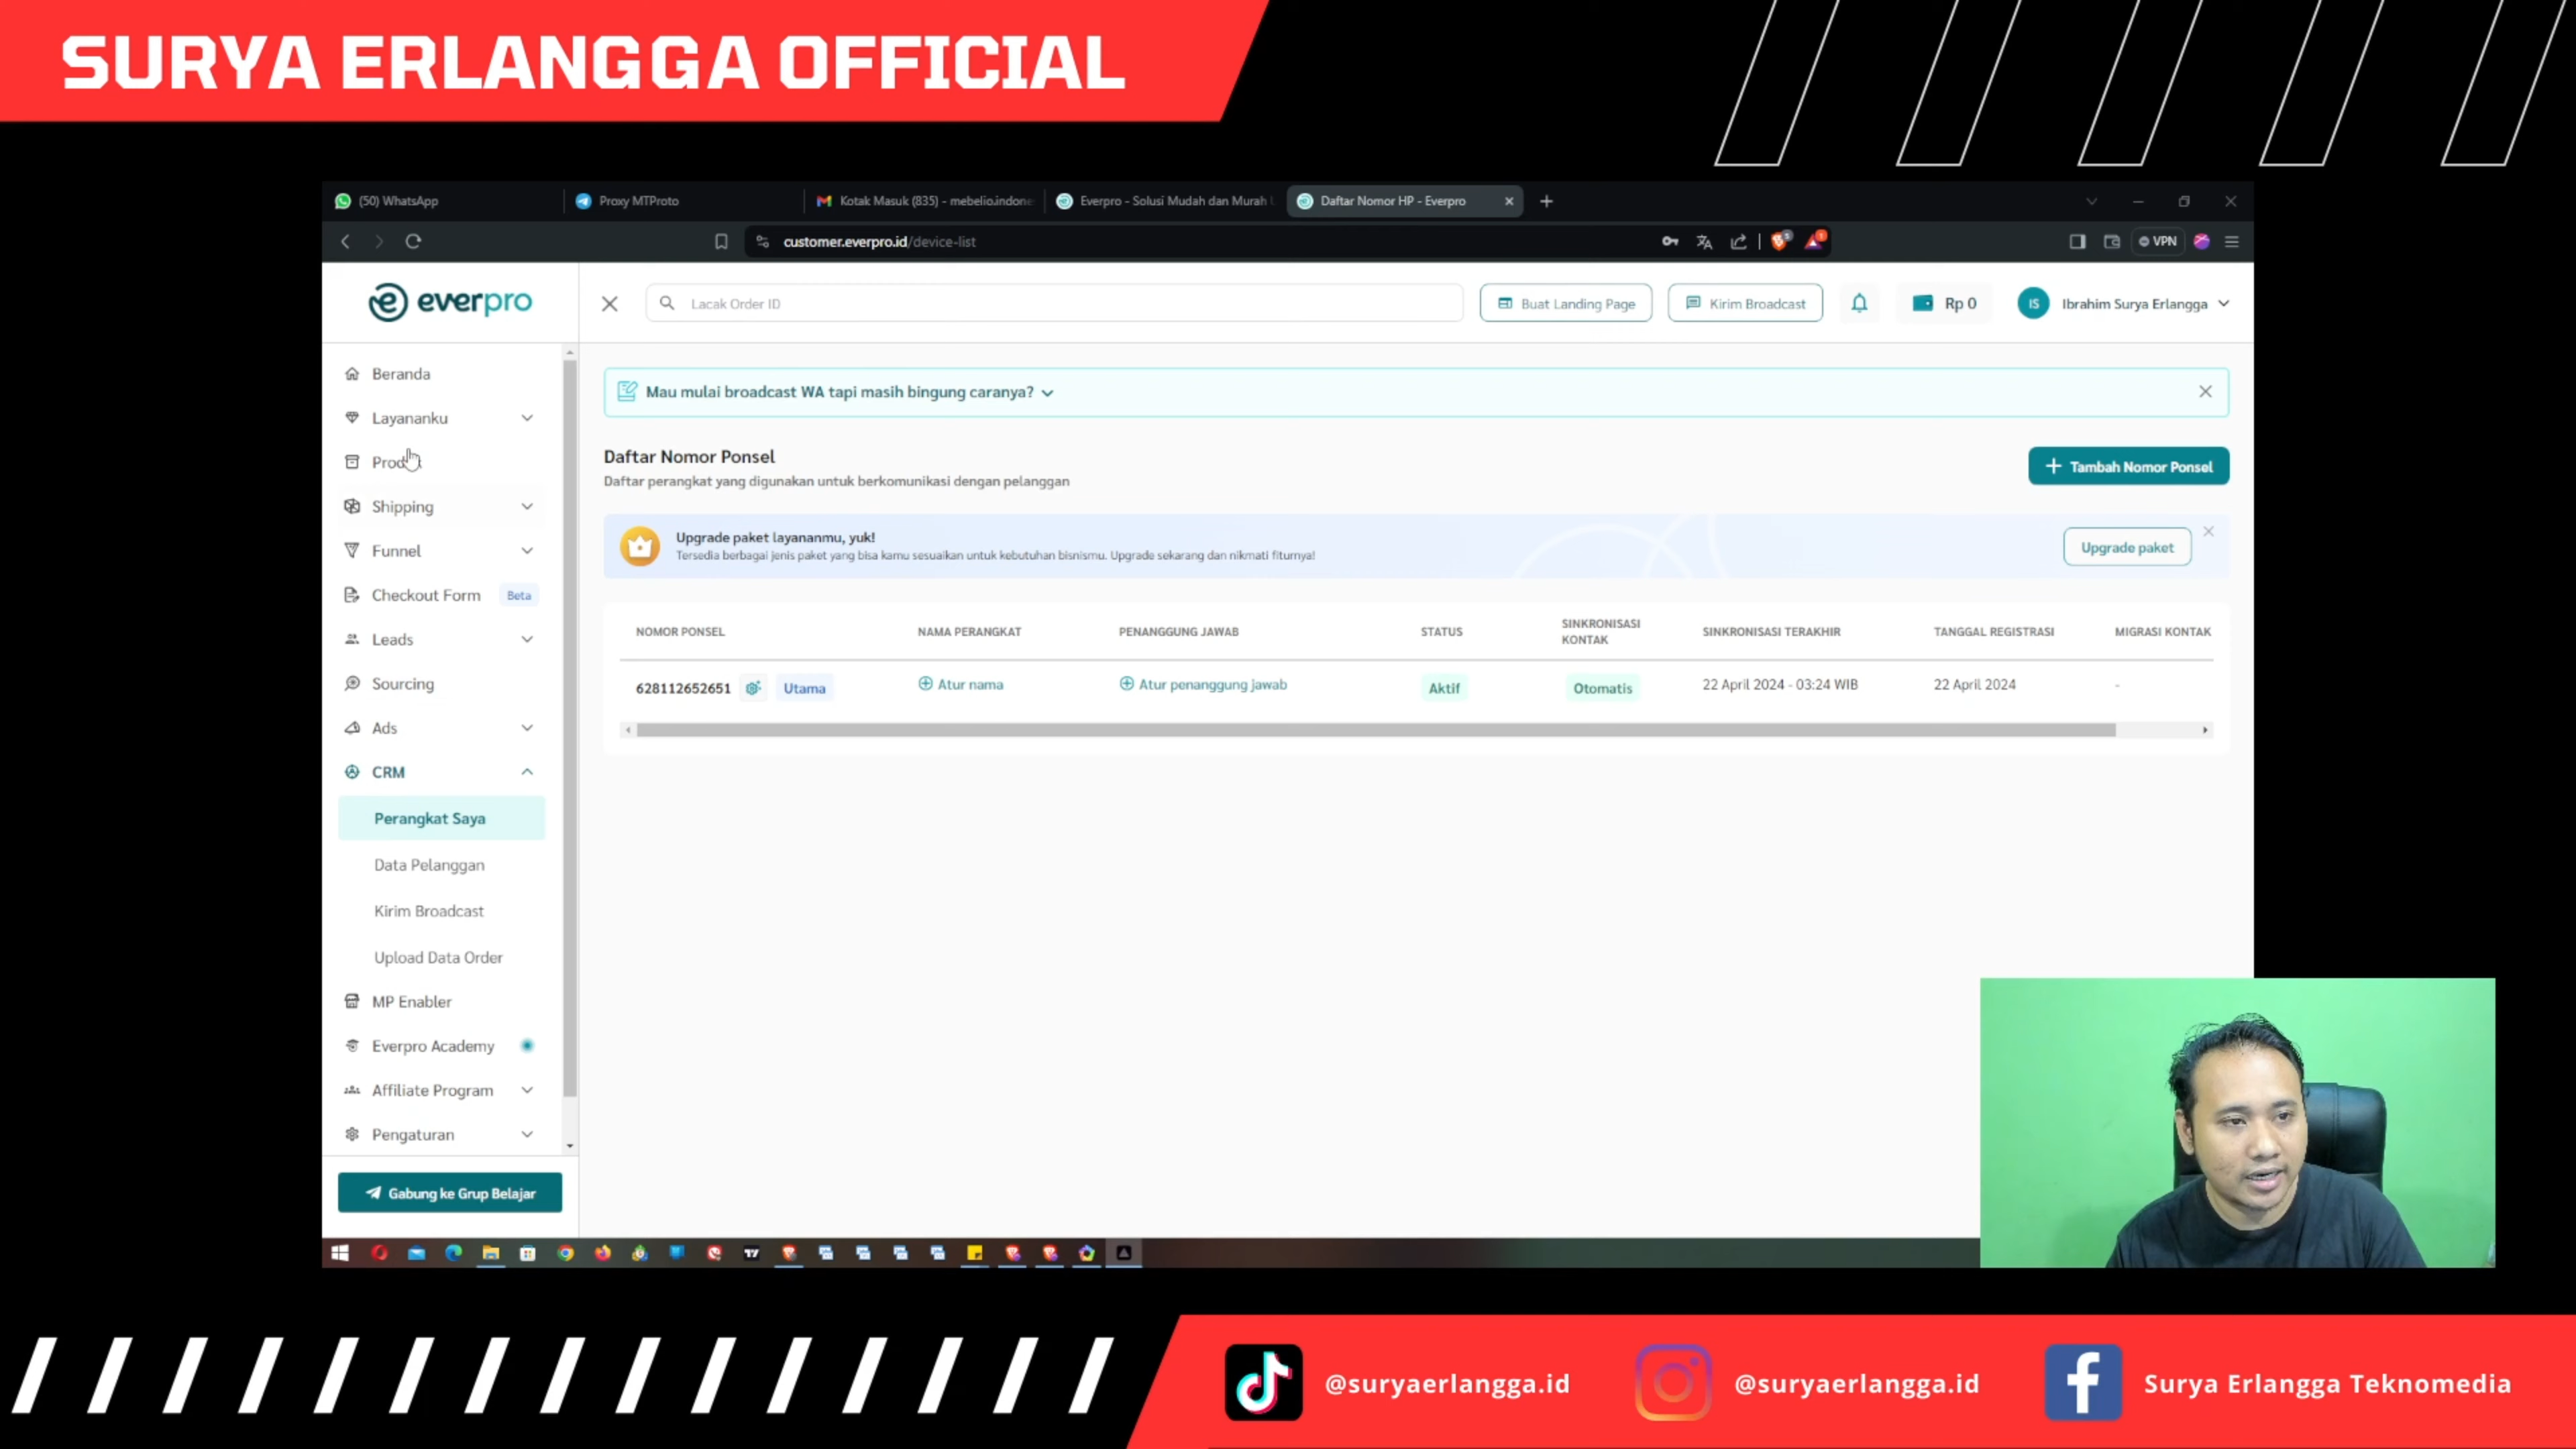 SURYA ERLANGGA OFFICIAL
(50) WhatsApp
Proxy MTProto
Kotak Masuk (835) - mebelio.indone
Everpro - Solusi Mudah dan Murah
Daftar Nomor HP - Everpro
customer.everpro.id/device-list
VPN
everpro
Lacak Order ID
Buat Landing Page
Kirim Broadcast
Rp 0
IS
Ibrahim Surya Erlangga
Beranda
Layananku
Shipping
Funnel
Checkout Form Beta
Leads
Sourcing
Ads
CRM
Perangkat Saya
Data Pelanggan
Kirim Broadcast
Upload Data Order
MP Enabler
Everpro Academy
Affiliate Program
Pengaturan
Gabung ke Grup Belajar
Mau mulai broadcast WA tapi masih bingung caranya?
Daftar Nomor Ponsel
Daftar perangkat yang digunakan untuk berkomunikasi dengan pelanggan
+ Tambah Nomor Ponsel
Upgrade paket layananmu, yuk!
Tersedia berbagai jenis paket yang bisa kamu sesuaikan untuk kebutuhan bisnismu. Upgrade sekarang dan nikmati fiturnya!
Upgrade paket
NOMOR PONSEL NAMA PERANGKAT PENANGGUNG JAWAB STATUS SINKRONISASI KONTAK SINKRONISASI TERAKHIR TANGGAL REGISTRASI MIGRASI KONTAK
628112652651 Utama Atur nama Atur penanggung jawab Aktif Otomatis 22 April 2024 - 03:24 WIB 22 April 2024 -
@suryaerlangga.id
@suryaerlangga.id
Surya Erlangga Teknomedia